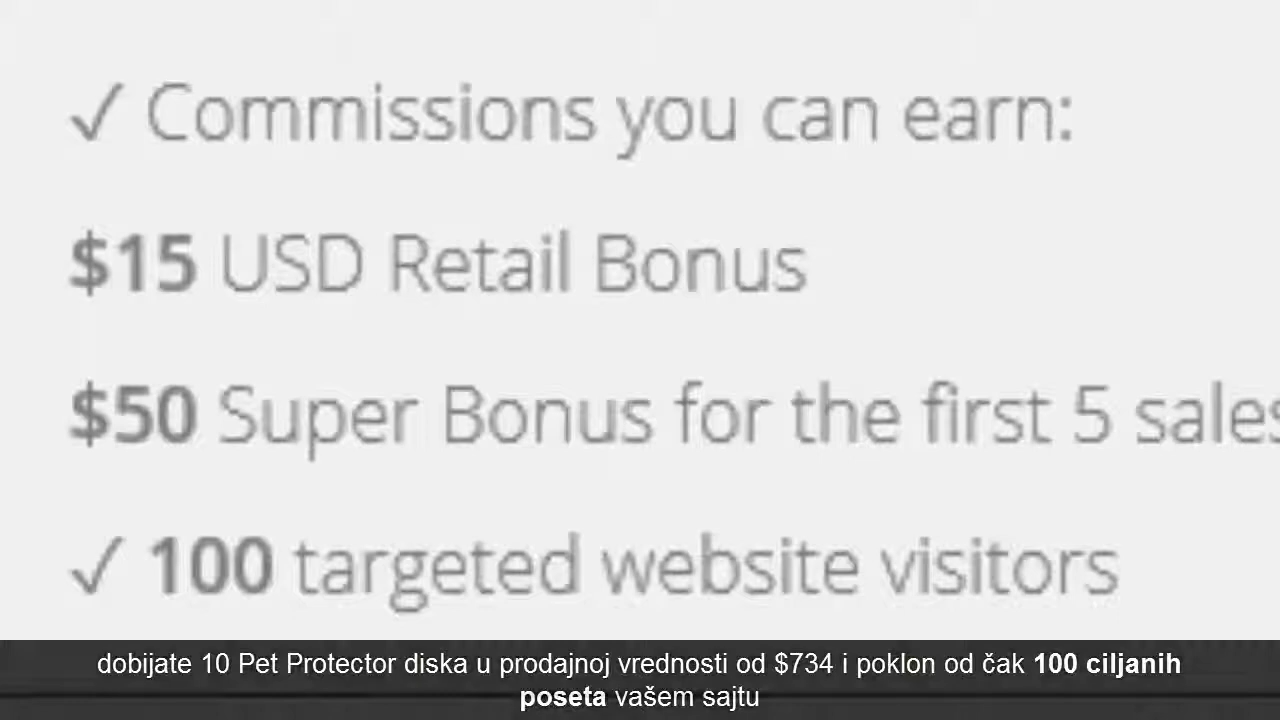 ✓ Commissions you can earn:
$15 USD Retail Bonus
$50 Super Bonus for the first 5 sales
✓ 100 targeted website visitors
dobijate 10 Pet Protector diska u prodajnoj vrednosti od $734 i poklon od čak 100 ciljanih
poseta vašem sajtu